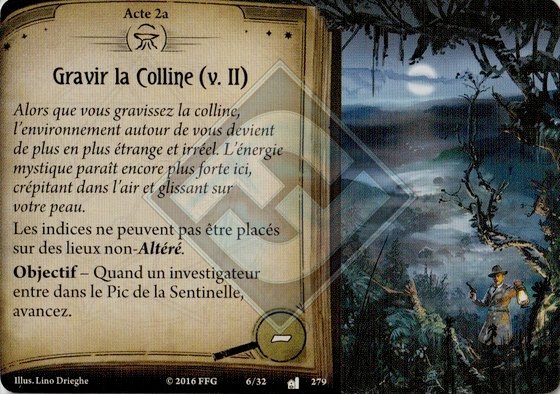 Acte 2a
Gravir la Colline (v. II)
Alors que vous gravissez la colline,
l'environnement autour de vous devient
de plus en plus étrange et irréel. L'énergie
mystique paraît encore plus forte ici,
crépitant dans l'air et glissant sur
votre peau.
Les indices ne peuvent pas être placés
sur des lieux non-Altéré.
Objectif – Quand un investigateur
entre dans le Pic de la Sentinelle,
avancez.
–
Illus. Lino Drieghe © 2016 FFG 6/32 279